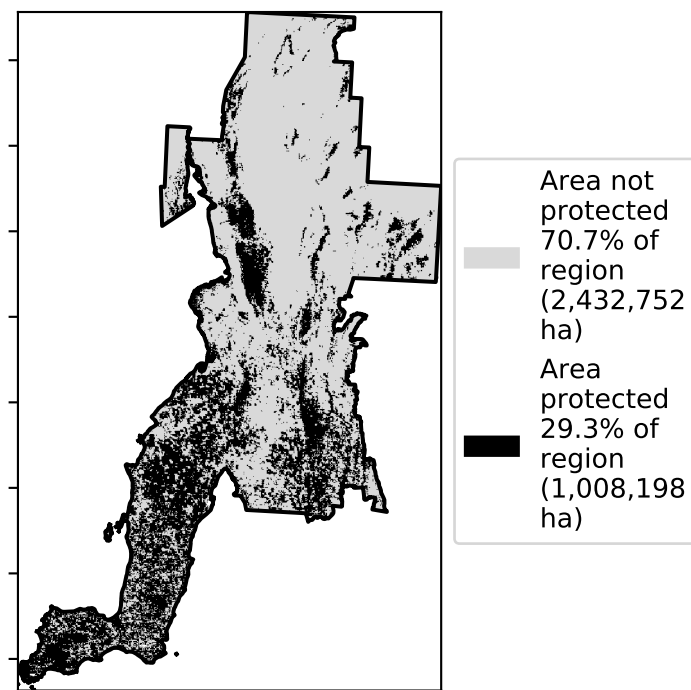 Area not
protected
70.7% of
region
(2,432,752
ha)
Area
protected
29.3% of
region
(1,008,198
ha)